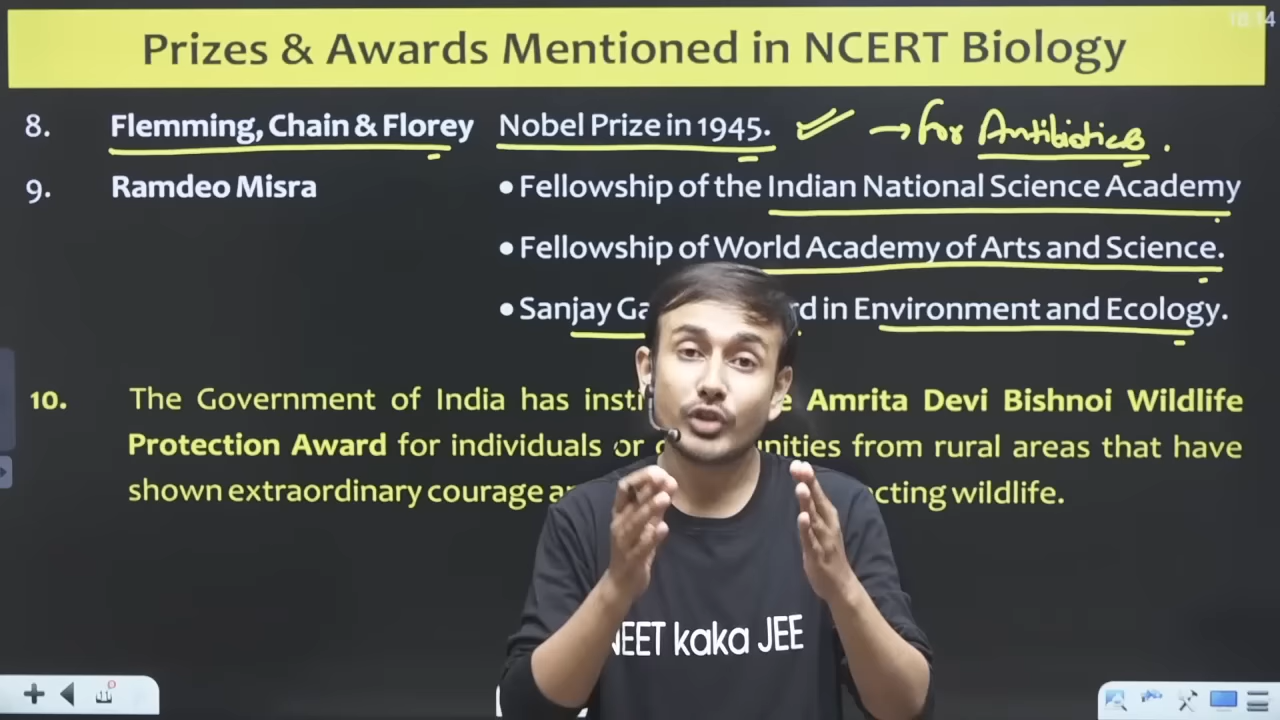 18:14
Prizes & Awards Mentioned in NCERT Biology
8. Flemming, Chain & Florey Nobel Prize in 1945. → for Antibiotics.
9. Ramdeo Misra • Fellowship of the Indian National Science Academy
• Fellowship of World Academy of Arts and Science.
• Sanjay Ga rd in Environment and Ecology.
10. The Government of India has insti e Amrita Devi Bishnoi Wildlife
Protection Award for individuals or nities from rural areas that have
shown extraordinary courage a cting wildlife.
NEET kaka JEE